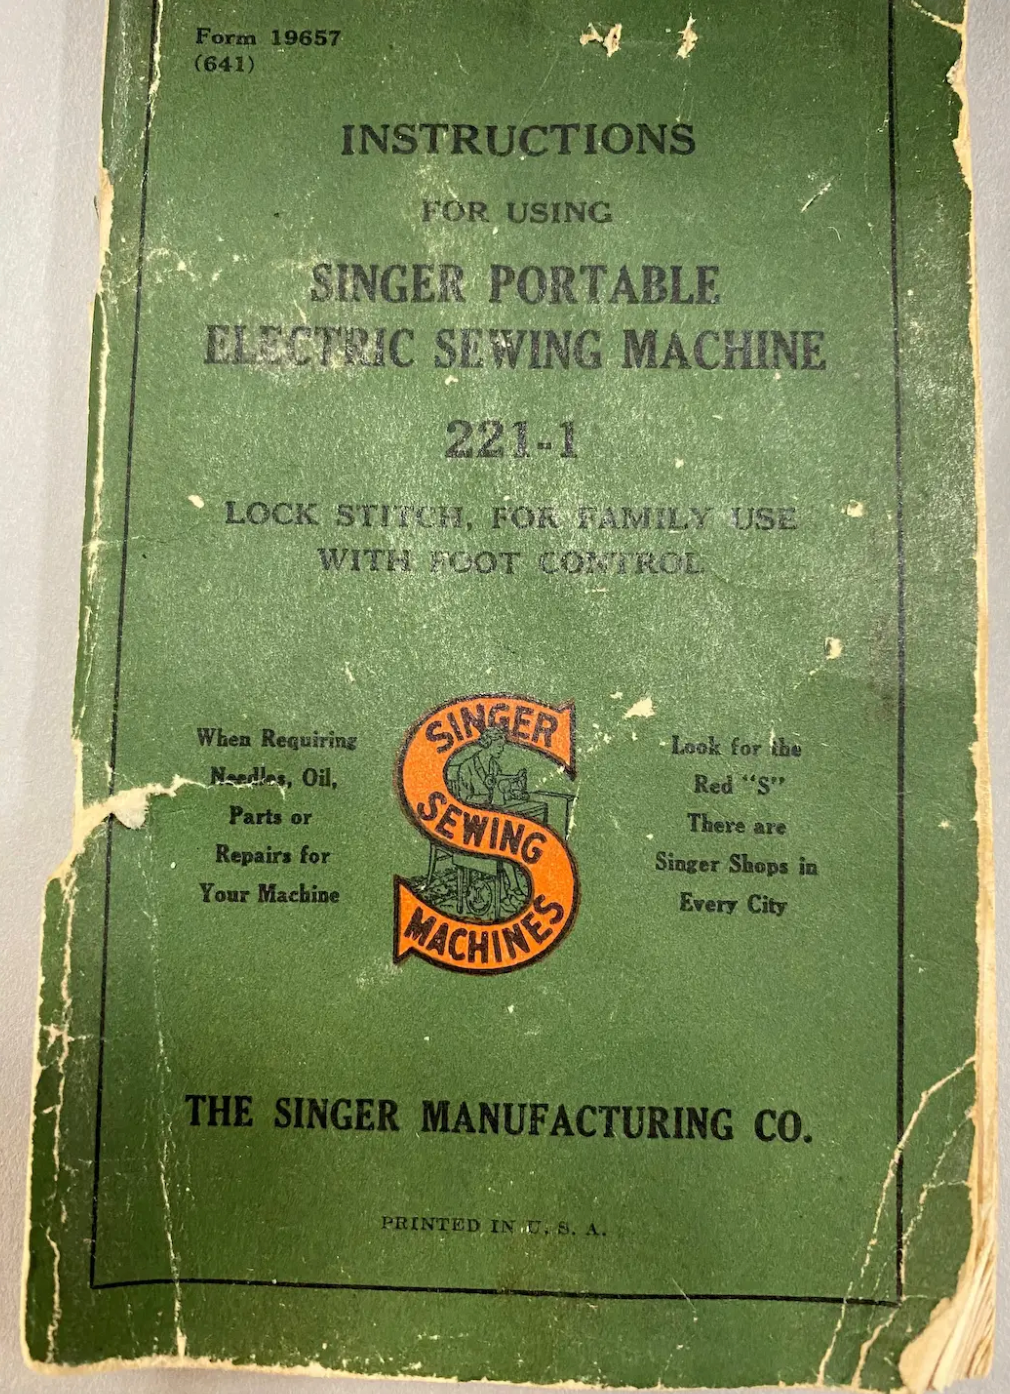 Form 19657
(641)
INSTRUCTIONS
FOR USING
SINGER PORTABLE
ELECTRIC SEWING MACHINE
221-1
LOCK STITCH, FOR FAMILY USE
WITH FOOT CONTROL
When Requiring
Needles, Oil,
Parts or
Repairs for
Your Machine
SINGER
SEWING
MACHINES
Look for the
Red "S"
There are
Singer Shops in
Every City
THE SINGER MANUFACTURING CO.
PRINTED IN U. S. A.